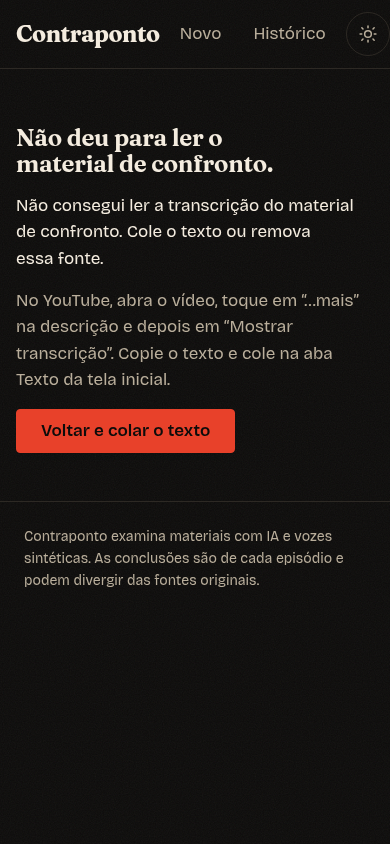 Contraponto Novo Histórico
Não deu para ler o
material de confronto.
Não consegui ler a transcrição do material
de confronto. Cole o texto ou remova
essa fonte.
No YouTube, abra o vídeo, toque em “…mais”
na descrição e depois em “Mostrar
transcrição”. Copie o texto e cole na aba
Texto da tela inicial.
Voltar e colar o texto
Contraponto examina materiais com IA e vozes
sintéticas. As conclusões são de cada episódio e
podem divergir das fontes originais.